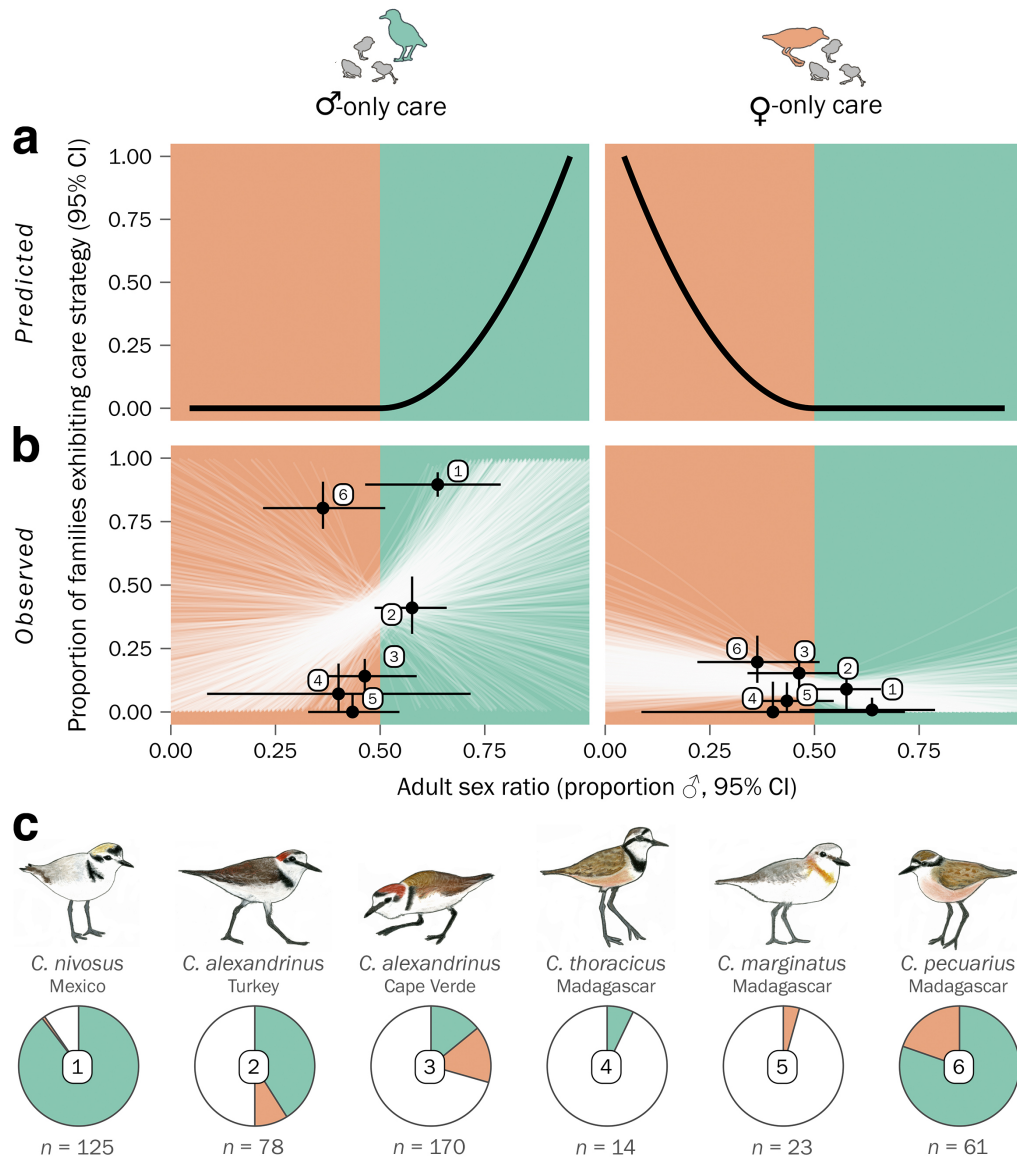 ♂-only care
♀-only care
a
Predicted
Proportion of families exhibiting care strategy (95% CI)
1.00
0.75
0.50
0.25
0.00
b
Observed
1.00
0.75
0.50
0.25
0.00
1
6
2
3
4
5
6
3
2
4
5
1
0.00 0.25 0.50 0.75
0.00 0.25 0.50 0.75
Adult sex ratio (proportion ♂, 95% CI)
c
C. nivosus
Mexico
1
n = 125
C. alexandrinus
Turkey
2
n = 78
C. alexandrinus
Cape Verde
3
n = 170
C. thoracicus
Madagascar
4
n = 14
C. marginatus
Madagascar
5
n = 23
C. pecuarius
Madagascar
6
n = 61